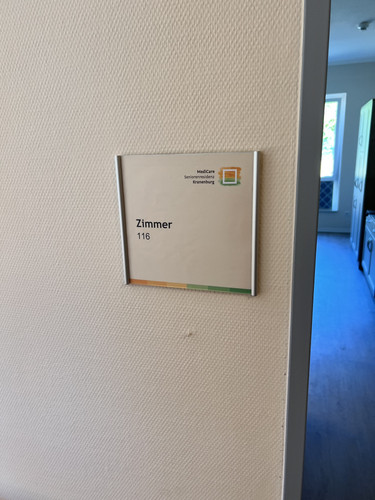 MediCare
Seniorenresidenz
Kronenburg
Zimmer
116